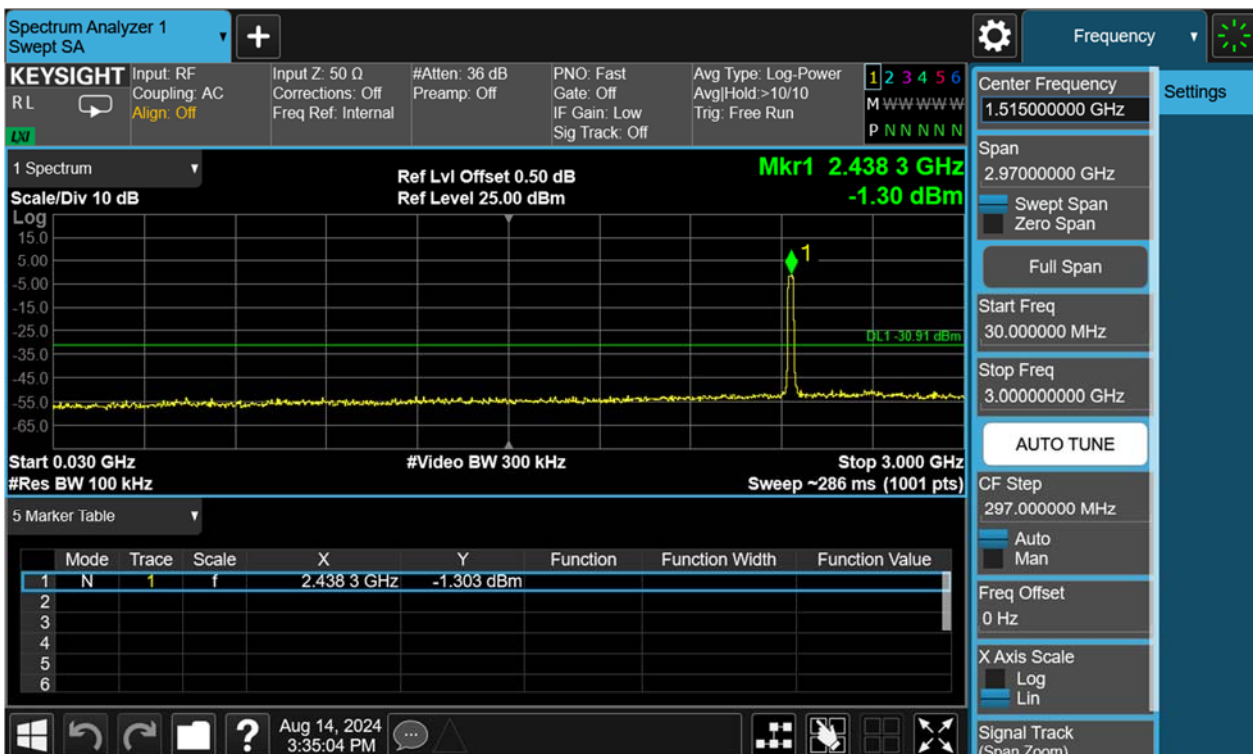 Spectrum Analyzer 1
Swept SA
+
Frequency
KEYSIGHT
R L
LXI
Input: RF
Coupling: AC
Align: Off
Input Z: 50 Ω
Corrections: Off
Freq Ref: Internal
#Atten: 36 dB
Preamp: Off
PNO: Fast
Gate: Off
IF Gain: Low
Sig Track: Off
Avg Type: Log-Power
Avg|Hold:>10/10
Trig: Free Run
1 2 3 4 5 6
M W W W W W
P N N N N N
Center Frequency
1.515000000 GHz
Settings
Span
2.97000000 GHz
Swept Span
Zero Span
Full Span
Start Freq
30.000000 MHz
Stop Freq
3.000000000 GHz
AUTO TUNE
CF Step
297.000000 MHz
Auto
Man
Freq Offset
0 Hz
X Axis Scale
Log
Lin
Signal Track
(Span Zoom)
1 Spectrum
Scale/Div 10 dB
Ref Lvl Offset 0.50 dB
Ref Level 25.00 dBm
Mkr1 2.438 3 GHz
-1.30 dBm
Log
15.0
5.00
-5.00
-15.0
-25.0
-35.0
-45.0
-55.0
-65.0
1
DL1 -30.91 dBm
Start 0.030 GHz
#Video BW 300 kHz
Stop 3.000 GHz
#Res BW 100 kHz
Sweep ~286 ms (1001 pts)
5 Marker Table
Mode Trace Scale X Y Function Function Width Function Value
1 N 1 f 2.438 3 GHz -1.303 dBm
2
3
4
5
6
?
Aug 14, 2024
3:35:04 PM